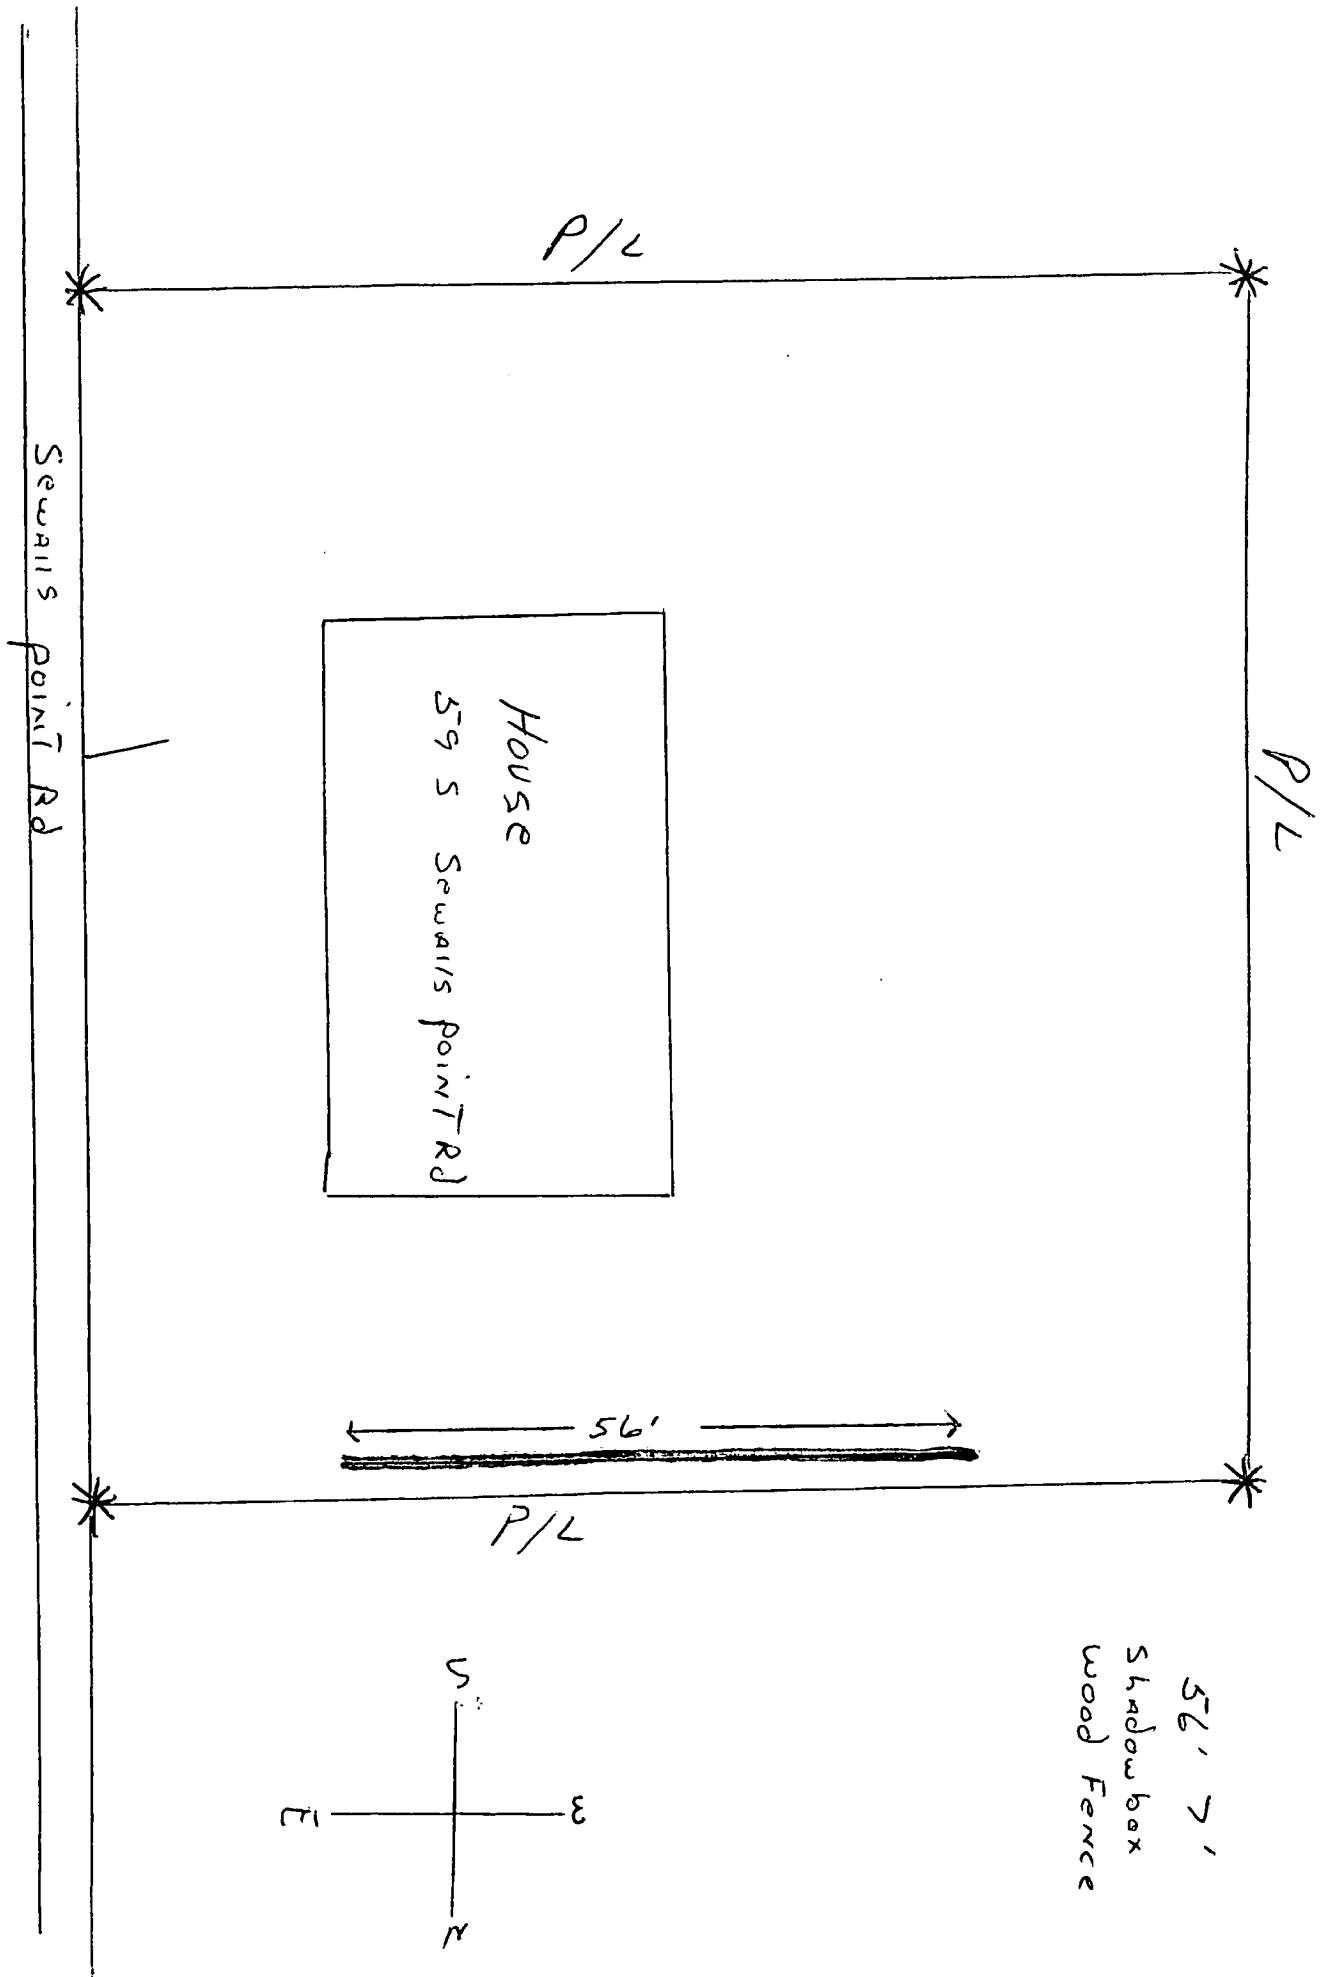 P/L
56' 7'
shadowbox
wood Fence
P/L
House
59 S Sewalls point Rd
56'
P/L
W
S
N
E
Sewalls point Rd